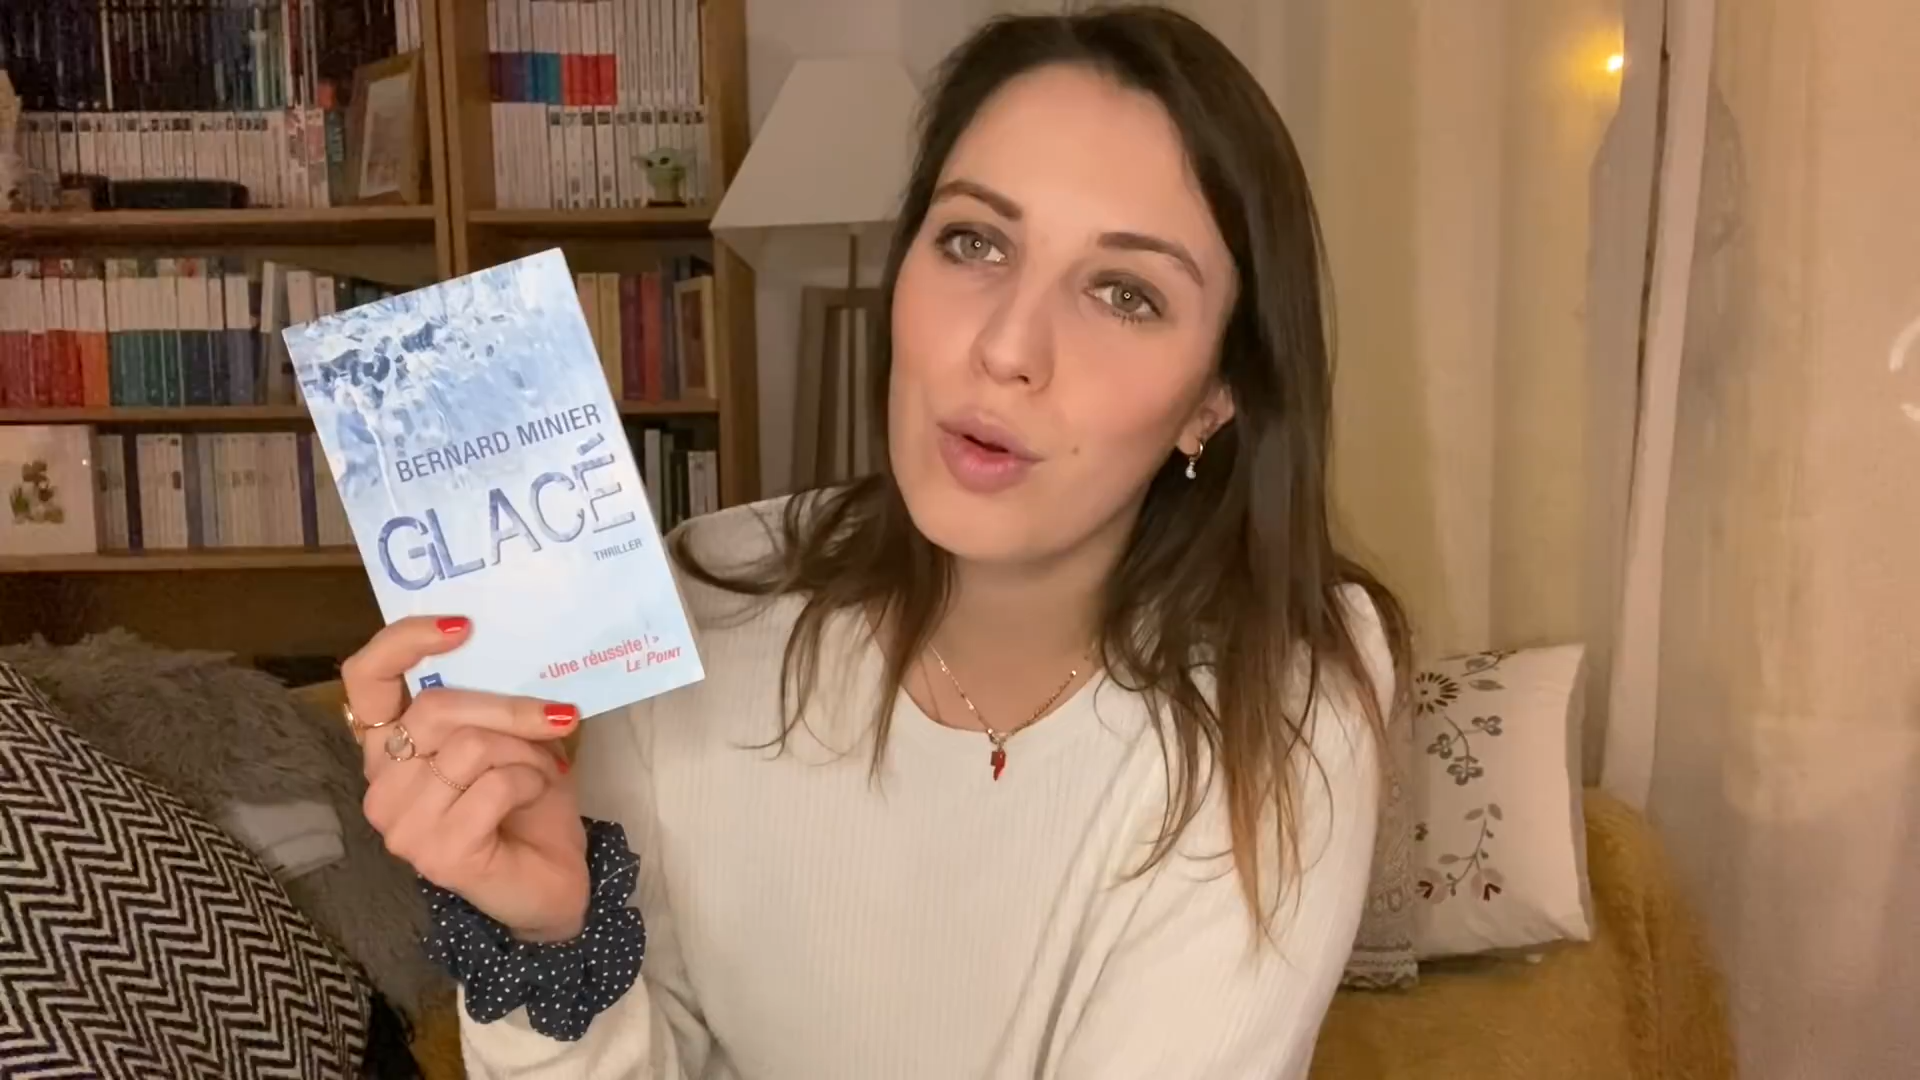 BERNARD MINIER
GLACÉ
THRILLER
« Une réussite ! »
LE POINT